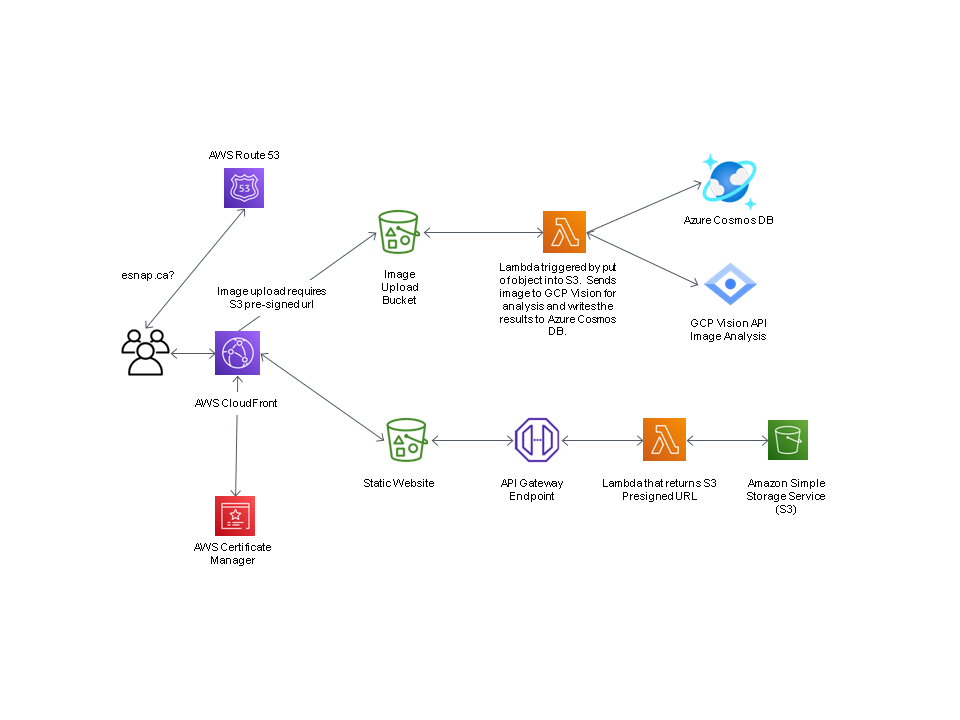 AWS Route 53
53
esnap.ca?
Image upload requires
S3 pre-signed url
Image
Upload
Bucket
Lambda triggered by put
of object into S3. Sends
image to GCP Vision for
analysis and writes the
results to Azure Cosmos
DB.
Azure Cosmos DB
GCP Vision API
Image Analysis
AWS CloudFront
Static Website
API Gateway
Endpoint
Lambda that returns S3
Presigned URL
Amazon Simple
Storage Service
(S3)
AWS Certificate
Manager